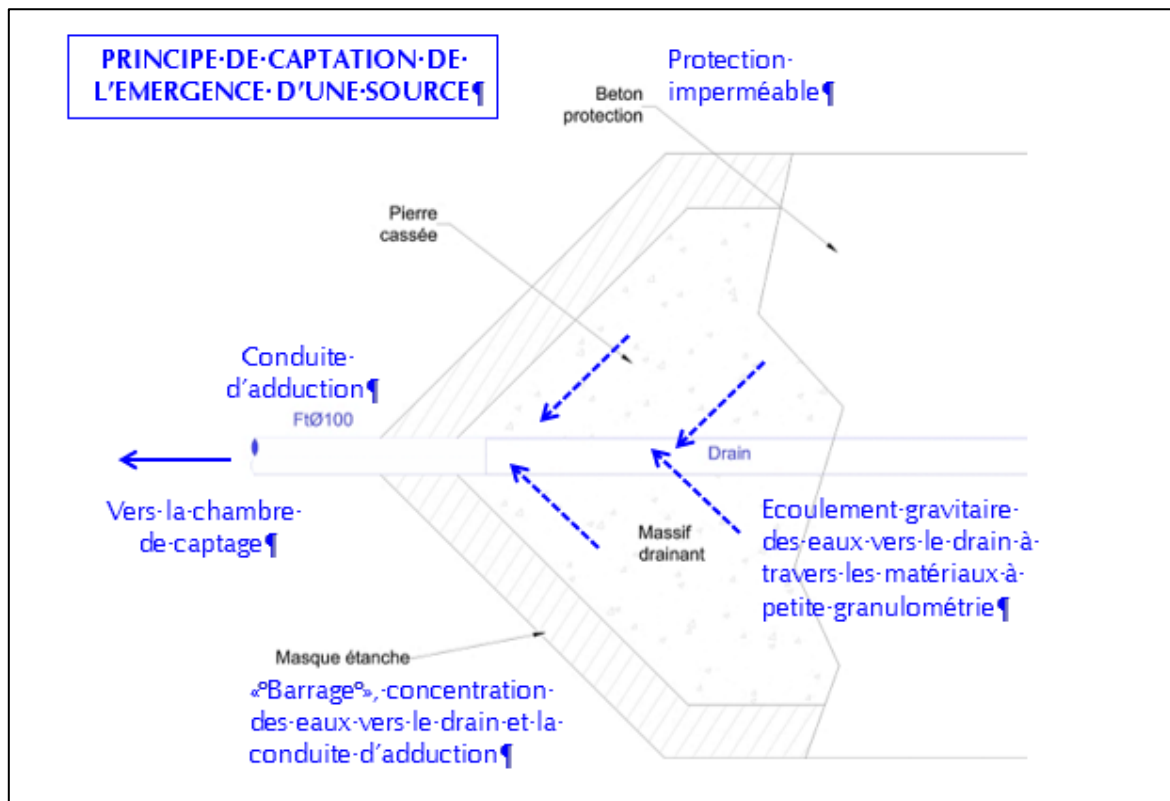 PRINCIPE·DE·CAPTATION·DE·
L'EMERGENCE·D'UNE·SOURCE¶
Protection·
imperméable¶
Beton
protection
Pierre
cassée
Conduite·
d'adduction¶
FtØ100
Drain
Vers·la·chambre·
de·captage¶
Massif
drainant
Ecoulement·gravitaire·
des·eaux·vers·le·drain·à·
travers·les·matériaux·à·
petite·granulométrie¶
Masque étanche
«°Barrage°»,·concentration·
des·eaux·vers·le·drain·et·la·
conduite·d'adduction¶